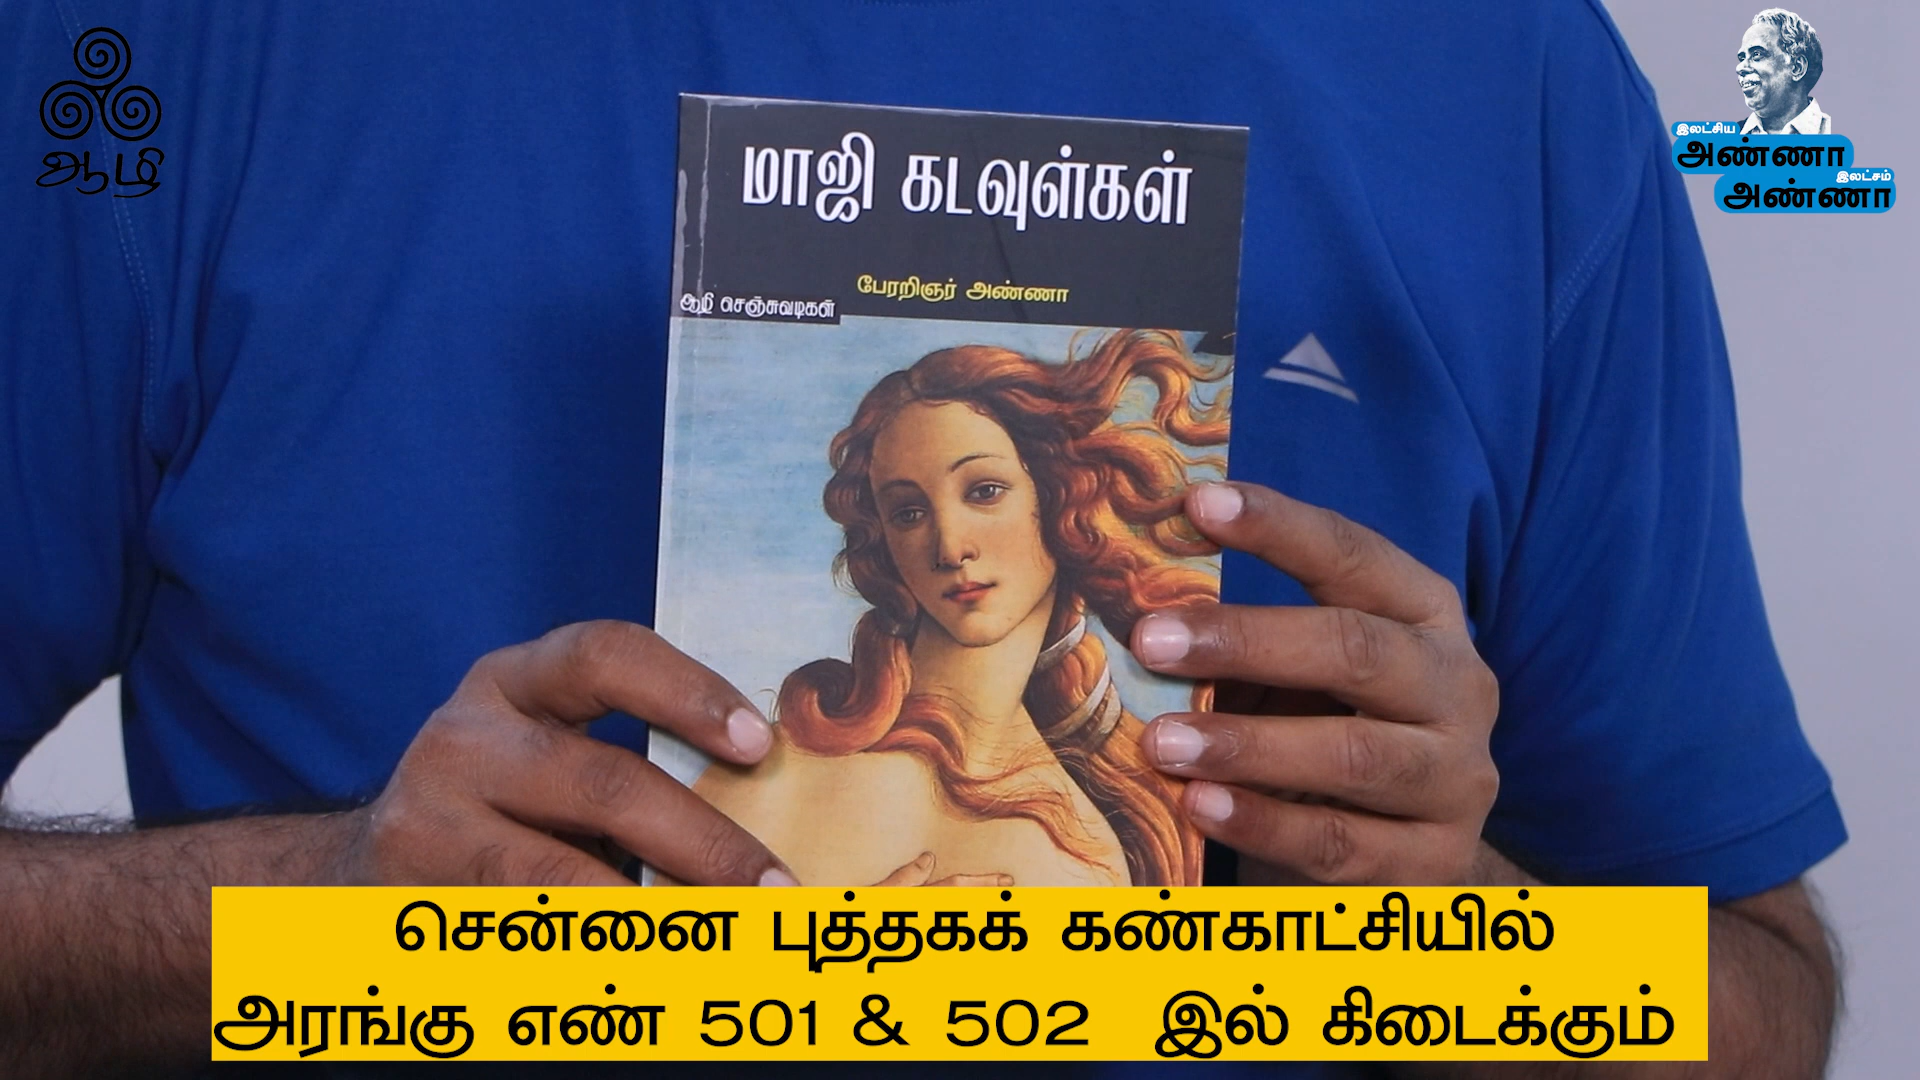 ஆழி
இலட்சிய
அண்ணா
இலட்சம்
அண்ணா
மாஜி கடவுள்கள்
பேரறிஞர் அண்ணா
ஆழி செஞ்சுவடிகள்
சென்னை புத்தகக் கண்காட்சியில்
அரங்கு எண் 501 & 502 இல் கிடைக்கும்